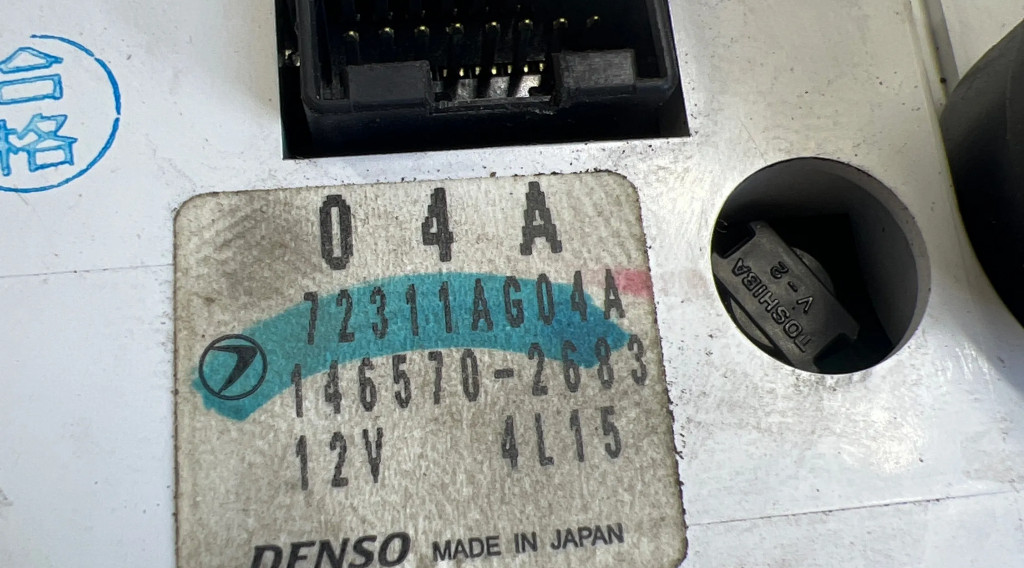 合
格
04A
72311AG04A
146570-2683
12V 4L15
DENSO MADE IN JAPAN
TOSHIBA
V-2